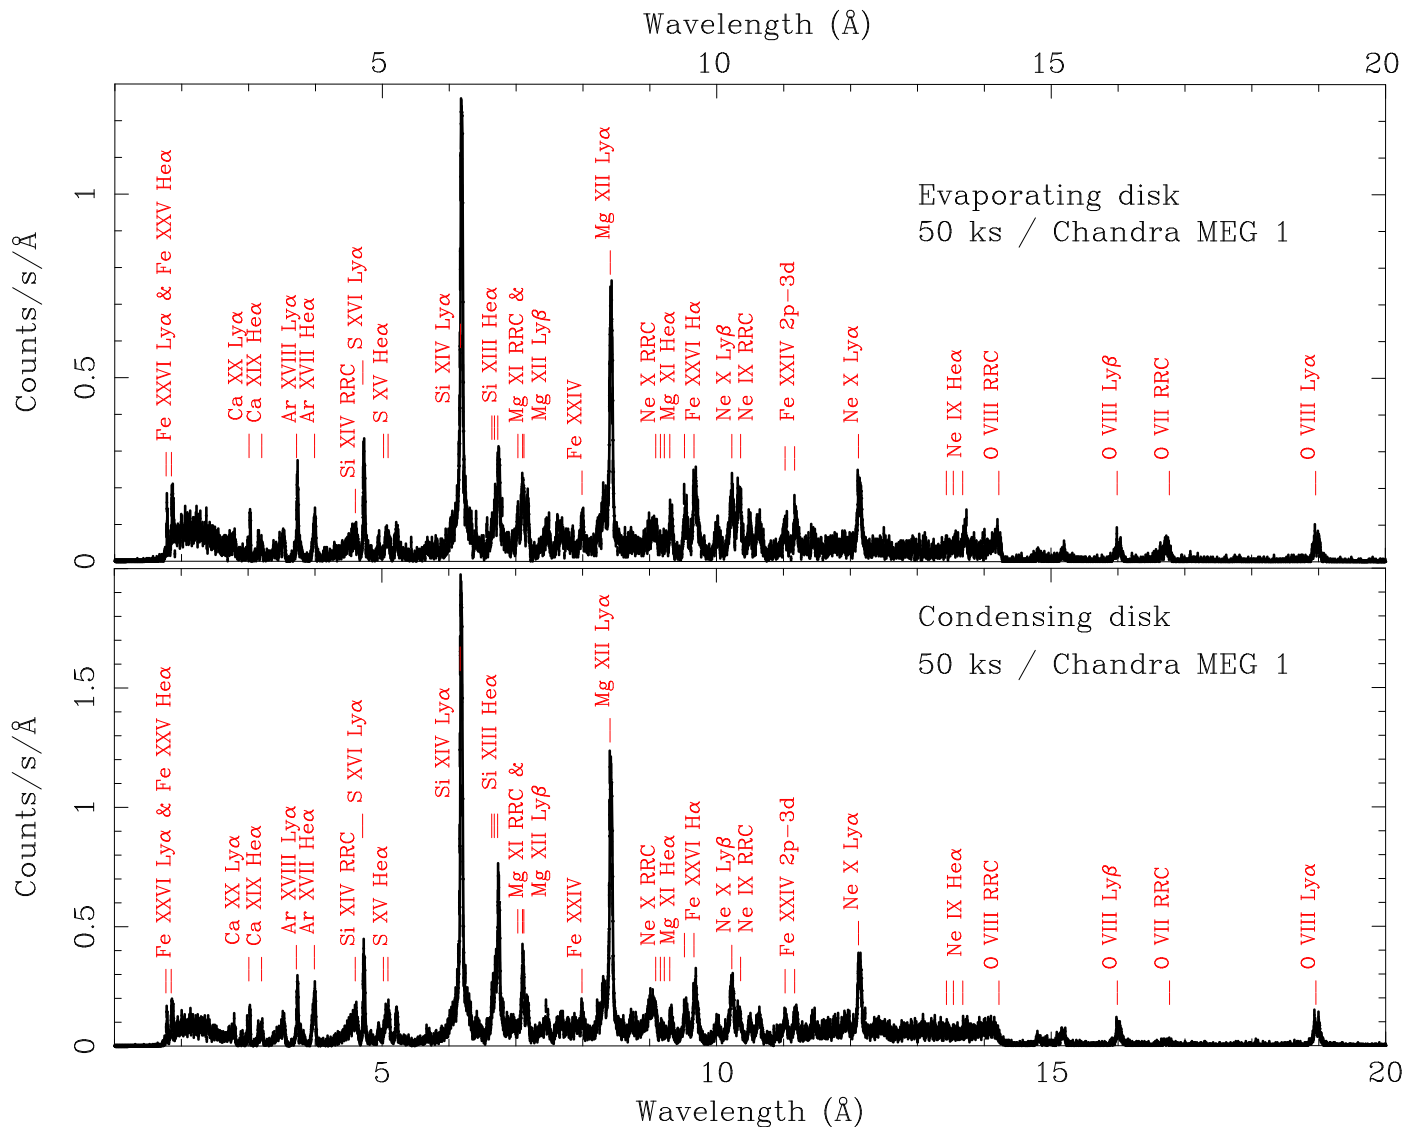 Wavelength (Å)
5
10
15
20
Counts/s/Å
0
0.5
1
Evaporating disk
50 ks / Chandra MEG 1
Fe XXVI Lyα & Fe XXV Heα
Ca XX Lyα
Ca XIX Heα
Ar XVIII Lyα
Ar XVII Heα
Si XIV RRC
S XVI Lyα
S XV Heα
Si XIV Lyα
Si XIII Heα
Mg XI RRC &
Mg XII Lyβ
Fe XXIV
Mg XII Lyα
Ne X RRC
Mg XI Heα
Fe XXVI Hα
Ne X Lyβ
Ne IX RRC
Fe XXIV 2p-3d
Ne X Lyα
Ne IX Heα
O VIII RRC
O VIII Lyβ
O VII RRC
O VIII Lyα
Counts/s/Å
0
0.5
1
1.5
Condensing disk
50 ks / Chandra MEG 1
Fe XXVI Lyα & Fe XXV Heα
Ca XX Lyα
Ca XIX Heα
Ar XVIII Lyα
Ar XVII Heα
Si XIV RRC
S XVI Lyα
S XV Heα
Si XIV Lyα
Si XIII Heα
Mg XI RRC &
Mg XII Lyβ
Fe XXIV
Mg XII Lyα
Ne X RRC
Mg XI Heα
Fe XXVI Hα
Ne X Lyβ
Ne IX RRC
Fe XXIV 2p-3d
Ne X Lyα
Ne IX Heα
O VIII RRC
O VIII Lyβ
O VII RRC
O VIII Lyα
5
10
15
20
Wavelength (Å)